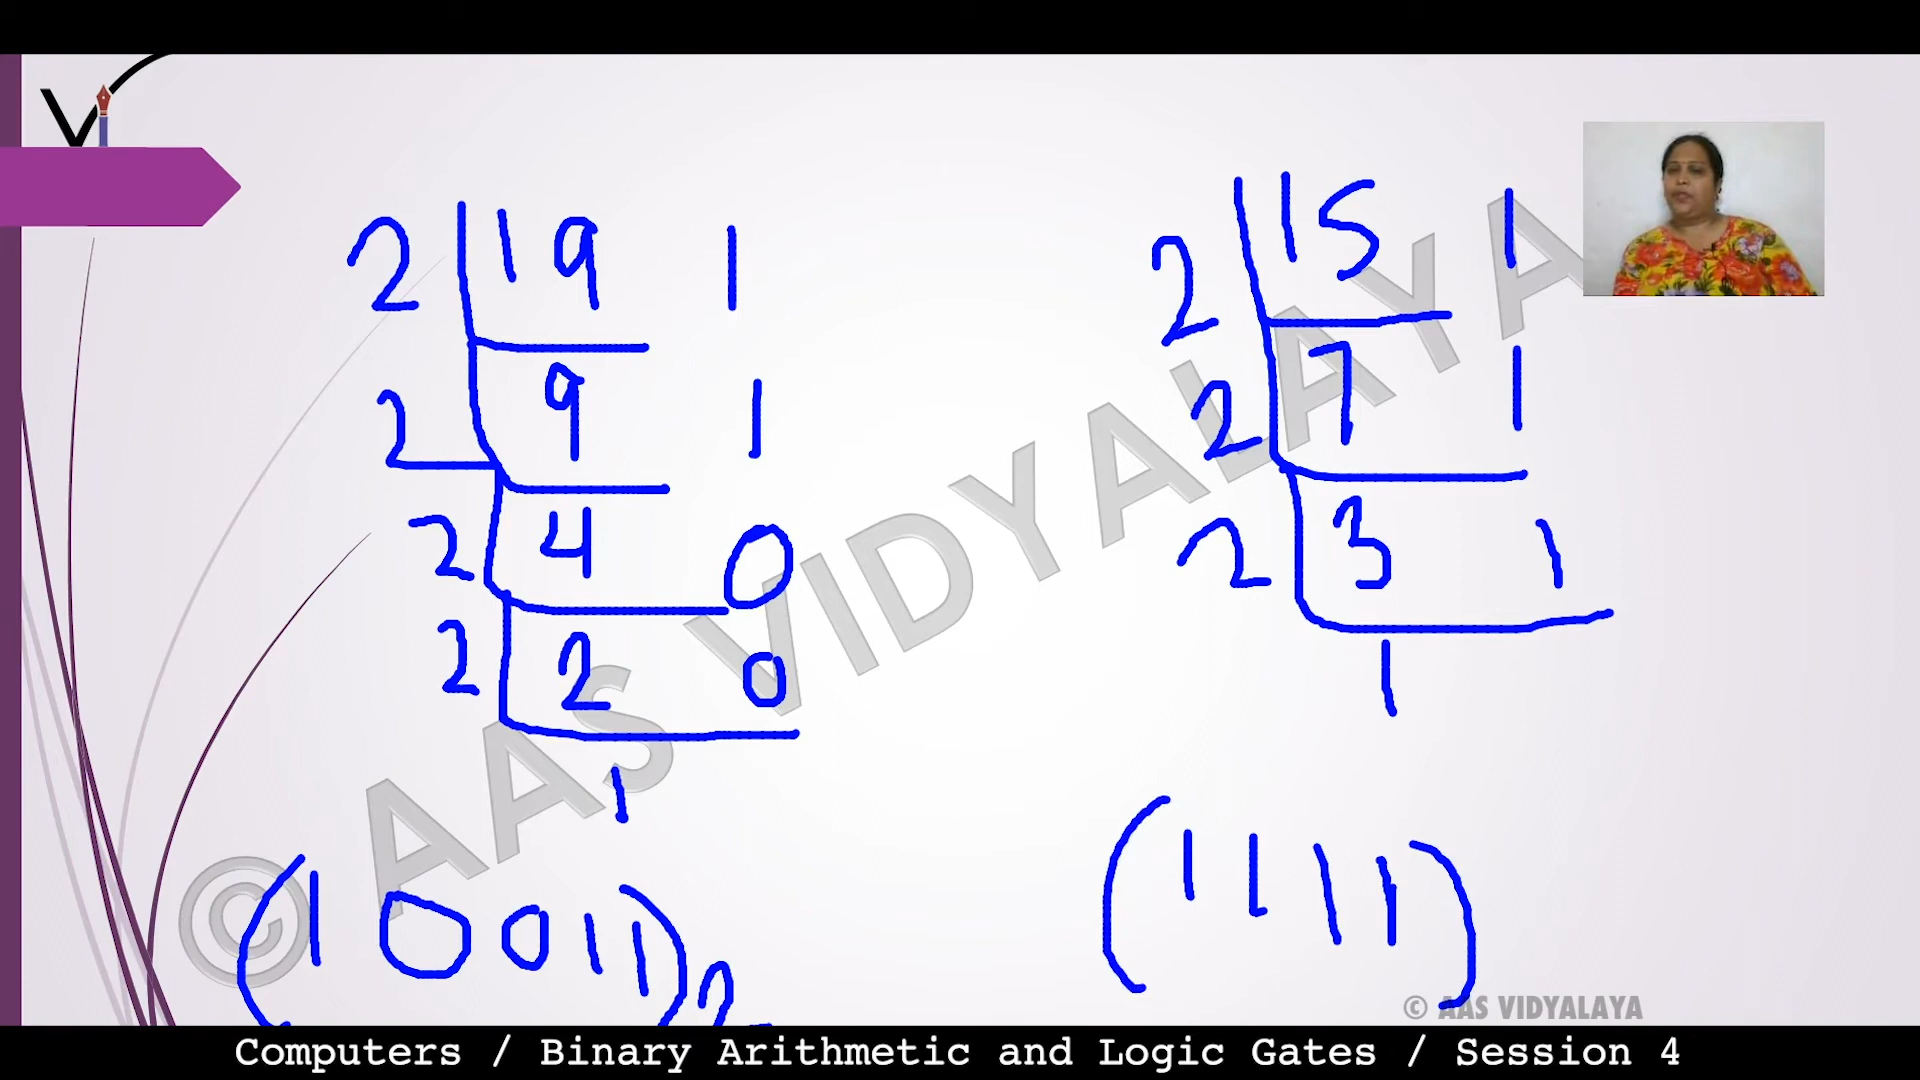 Vi
2 19 1
2 9 1
2 4 0
2 2 0
1
(10011)2
2 15 1
2 7 1
2 3 1
1
(1111)
© AAS VIDYALAYA
© AAS VIDYALAYA
Computers / Binary Arithmetic and Logic Gates / Session 4